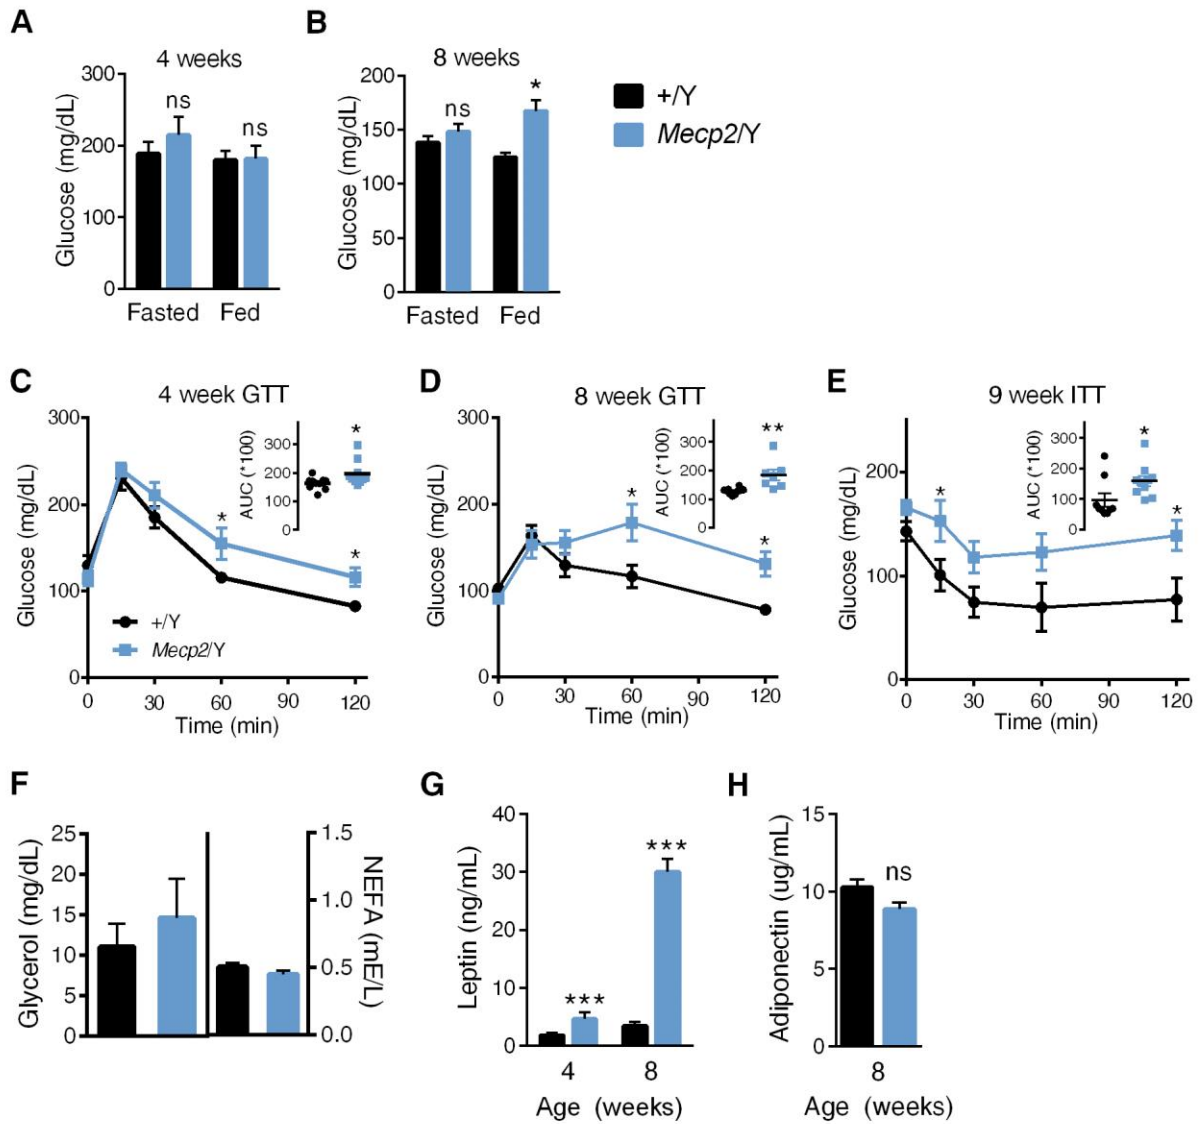 A
B
4 weeks
8 weeks
Glucose (mg/dL)
300
200
100
0
ns
ns
Fasted Fed
Glucose (mg/dL)
200
150
100
50
0
ns
*
Fasted Fed
+/Y
Mecp2/Y
C
4 week GTT
Glucose (mg/dL)
300
200
100
0
*
*
+/Y
Mecp2/Y
0 30 60 90 120
Time (min)
AUC (*100)
300
200
100
0
*
D
8 week GTT
Glucose (mg/dL)
300
200
100
0
*
*
0 30 60 90 120
Time (min)
AUC (*100)
300
200
100
0
**
E
9 week ITT
Glucose (mg/dL)
200
100
0
*
*
0 30 60 90 120
Time (min)
AUC (*100)
300
200
100
0
*
F
Glycerol (mg/dL)
25
20
15
10
5
0
1.5
1.0
0.5
0.0
NEFA (mE/L)
G
Leptin (ng/mL)
40
30
20
10
0
***
***
4 8
Age (weeks)
H
Adiponectin (ug/mL)
15
10
5
0
ns
8
Age (weeks)